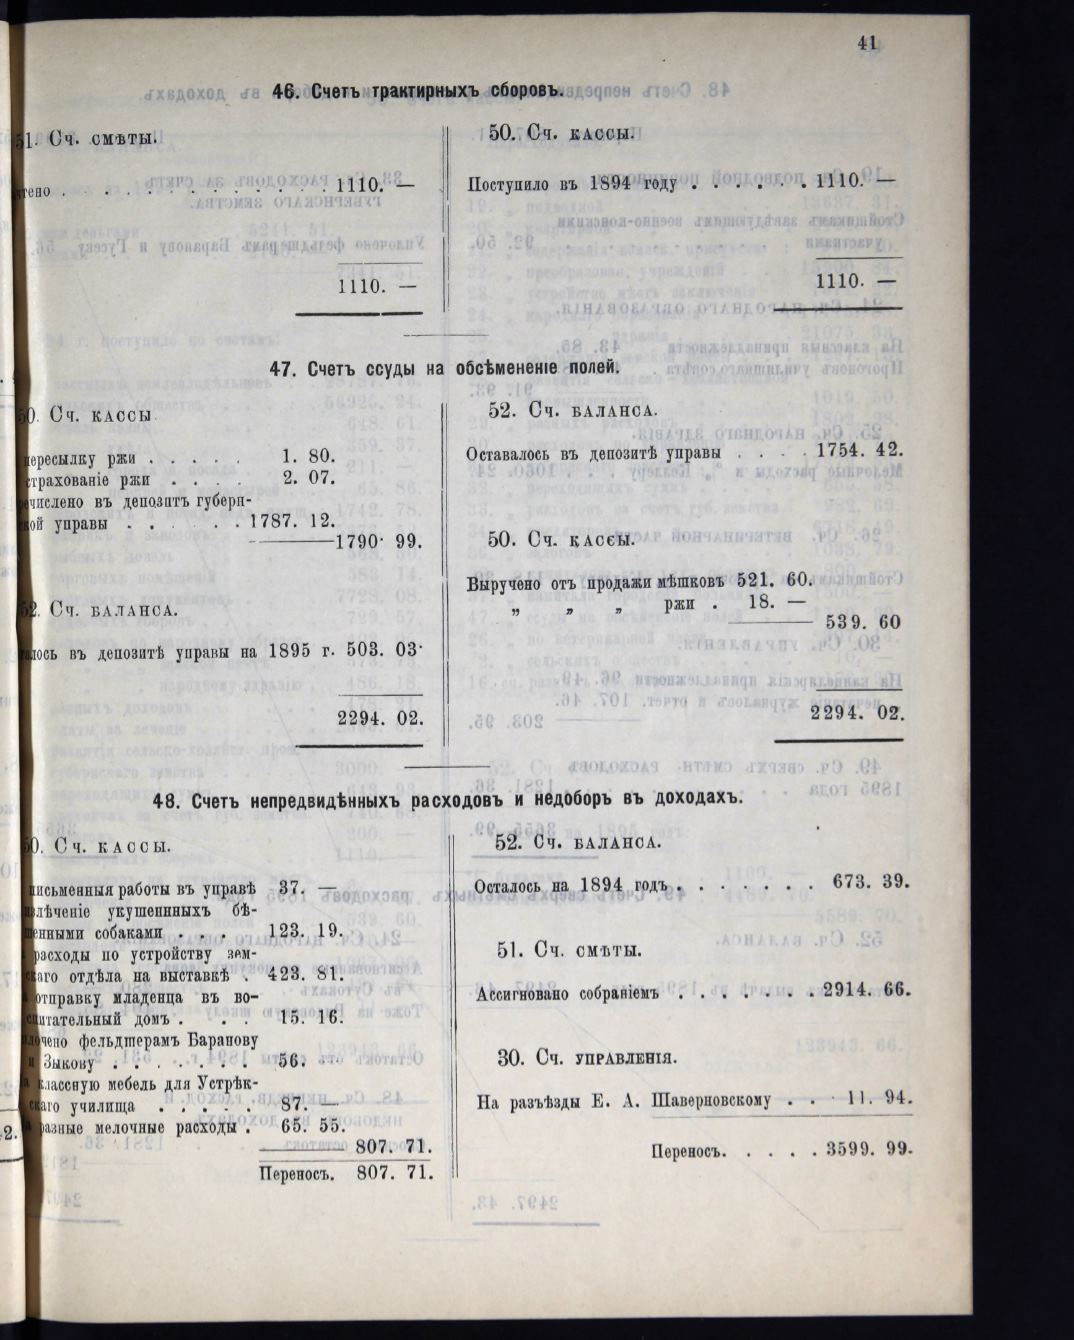 41
46. Счетъ трактирныхъ сборовъ.
51. Сч. смѣты.
. . . . . . . . . . . . 1110. —
1110. —
50. Сч. кассы.
Поступило въ 1894 году . . . . . . 1110. —
1110. —
47. Счетъ ссуды на обсѣмененіе полей.
50. Сч. кассы.
пересылку ржи . . . . . 1. 80.
страхованіе ржи . . . . 2. 07.
числено въ депозитъ губерн-
ской управы . . . . . . 1787. 12.
1790. 99.
52. Сч. баланса.
лось въ депозитѣ управы на 1895 г. 503. 03.
2294. 02.
52. Сч. баланса.
Оставалось въ депозитѣ управы . . . . 1754. 42.
50. Сч. кассы.
Выручено отъ продажи мѣшковъ 521. 60.
„ „ „ ржи . 18. —
539. 60
2294. 02.
48. Счетъ непредвидѣнныхъ расходовъ и недоборъ въ доходахъ.
50. Сч. кассы.
письменныя работы въ управѣ 37. —
лѣченіе укушеннныхъ бѣ-
шенными собаками . . . 123. 19.
расходы по устройству зем-
скаго отдѣла на выставкѣ . 423. 81.
отправку младенца въ во-
спитательный домъ . . . . 15. 16.
лочено фельдшерамъ Баранову
и Зыкову . . . . . . . 56. —
классную мебель для Устрѣк-
скаго училища . . . . . 87. —
разные мелочные расходы . 65. 55.
807. 71.
Переносъ. 807. 71.
52. Сч. баланса.
Осталось на 1894 годъ . . . . . . . 673. 39.
51. Сч. смѣты.
Ассигновано собраніемъ . . . . . . . 2914. 66.
30. Сч. управленія.
На разъѣзды Е. А. Шаверновскому . . . 11. 94.
Переносъ. . . . . 3599. 99.